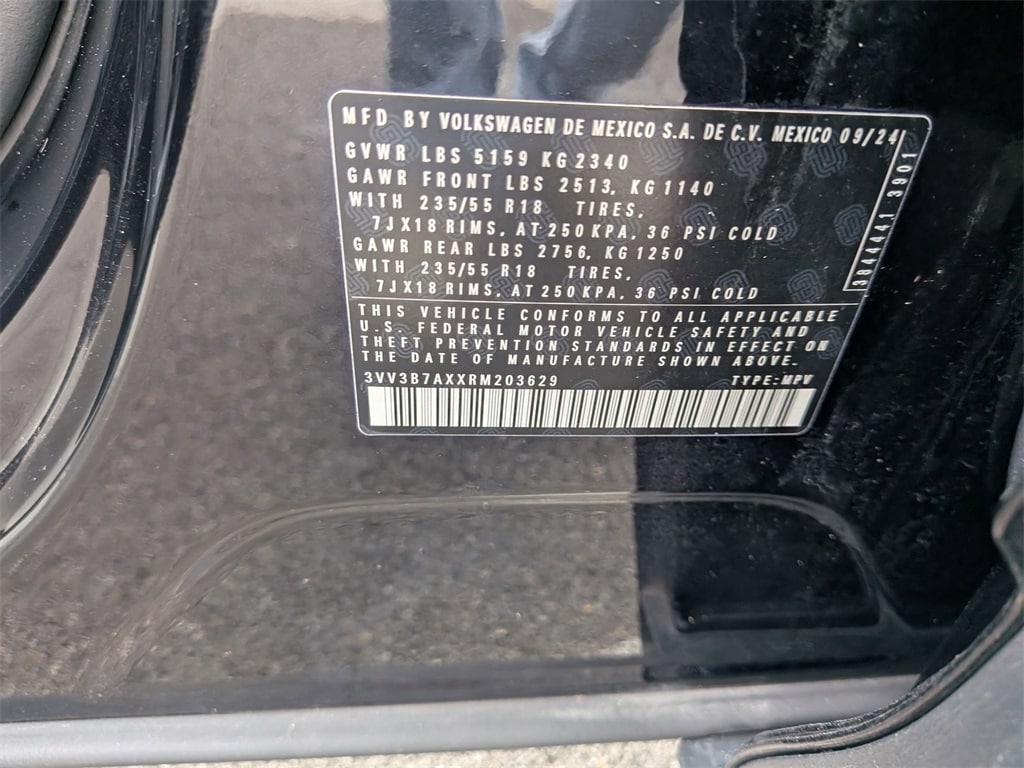 MFD BY VOLKSWAGEN DE MEXICO S.A. DE C.V. MEXICO 09/24
GVWR LBS 5159 KG 2340
GAWR FRONT LBS 2513, KG 1140
WITH 235/55 R18 TIRES,
7JX18 RIMS, AT 250 KPA, 36 PSI COLD
GAWR REAR LBS 2756, KG 1250
WITH 235/55 R18 TIRES,
7JX18 RIMS, AT 250 KPA, 36 PSI COLD
3844441 3901
THIS VEHICLE CONFORMS TO ALL APPLICABLE
U.S. FEDERAL MOTOR VEHICLE SAFETY AND
THEFT PREVENTION STANDARDS IN EFFECT ON
THE DATE OF MANUFACTURE SHOWN ABOVE.
3VV3B7AXXRM203629 TYPE:MPV